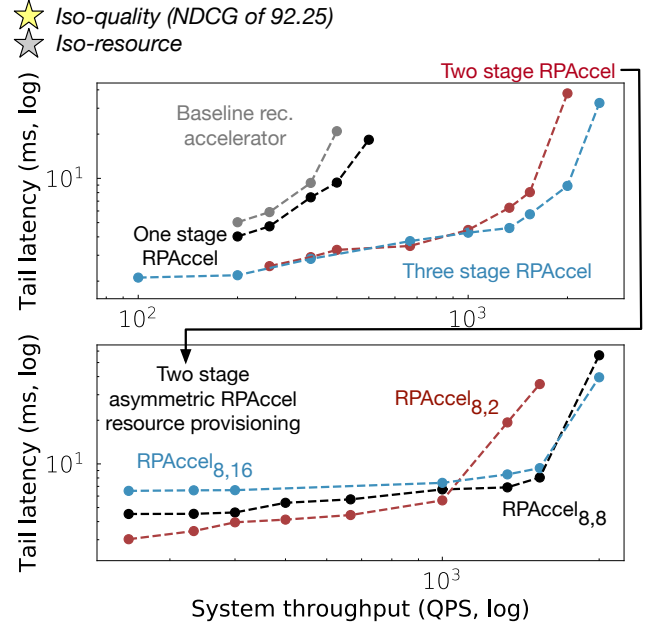 Iso-quality (NDCG of 92.25)
Iso-resource
Two stage RPAccel
Baseline rec.
accelerator
One stage
RPAccel
Three stage RPAccel
Tail latency (ms, log)
10¹
10² 10³
Two stage
asymmetric RPAccel
resource provisioning
RPAccel₈,₂
RPAccel₈,₁₆
RPAccel₈,₈
Tail latency (ms, log)
10¹
10³
System throughput (QPS, log)